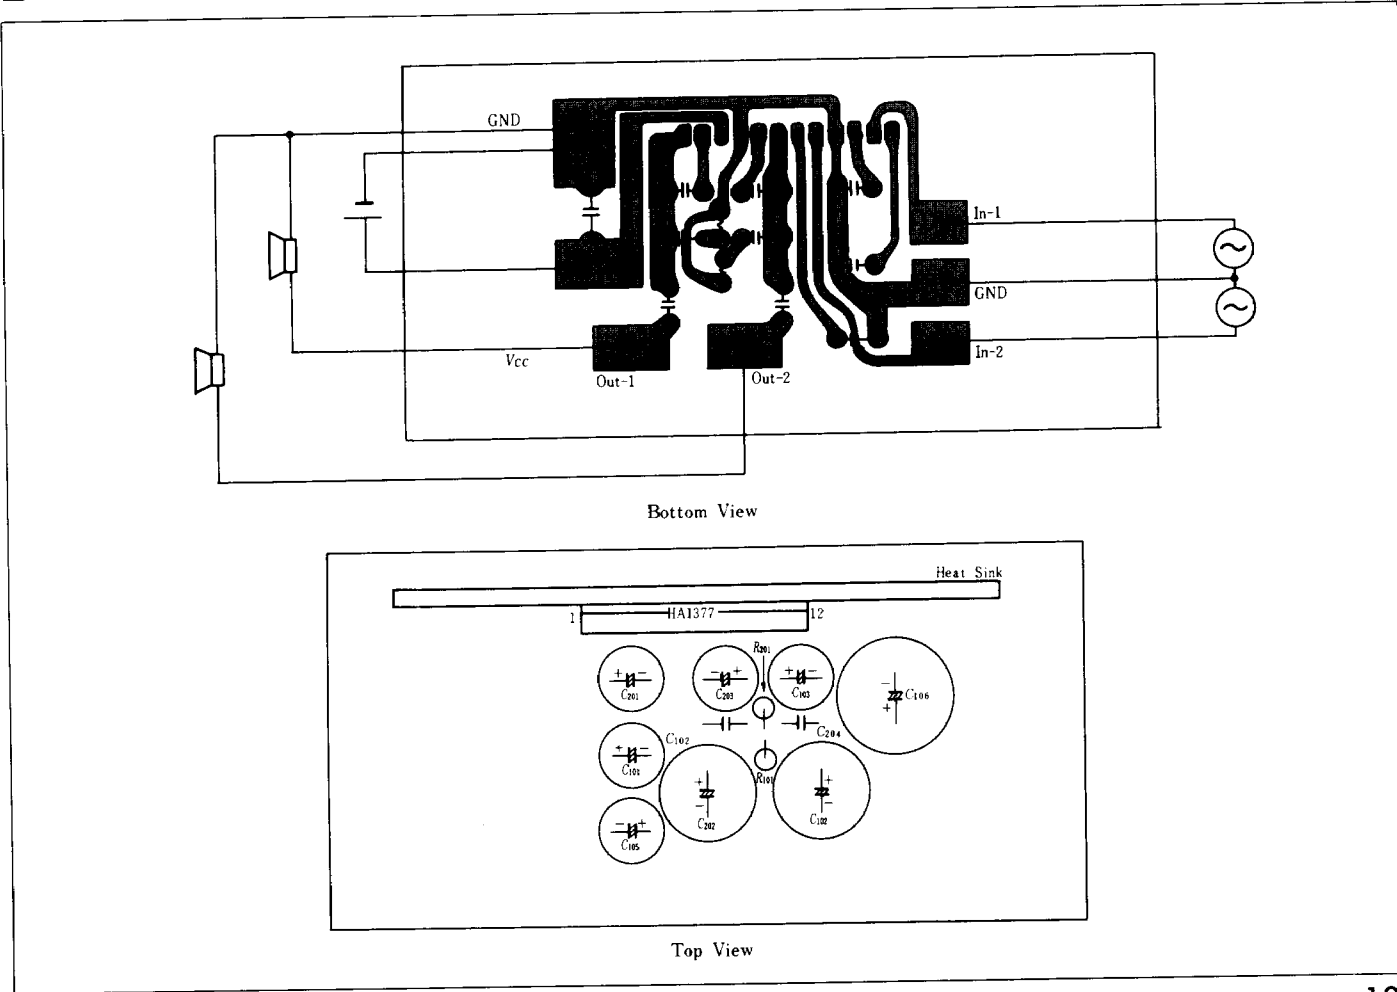 GND
In-1
GND
In-2
Vcc
Out-1
Out-2
Bottom View
Heat Sink
1
HA1377
12
R201
C201
C203
C103
C106
C102
C204
C101
R101
C202
C102
C105
Top View